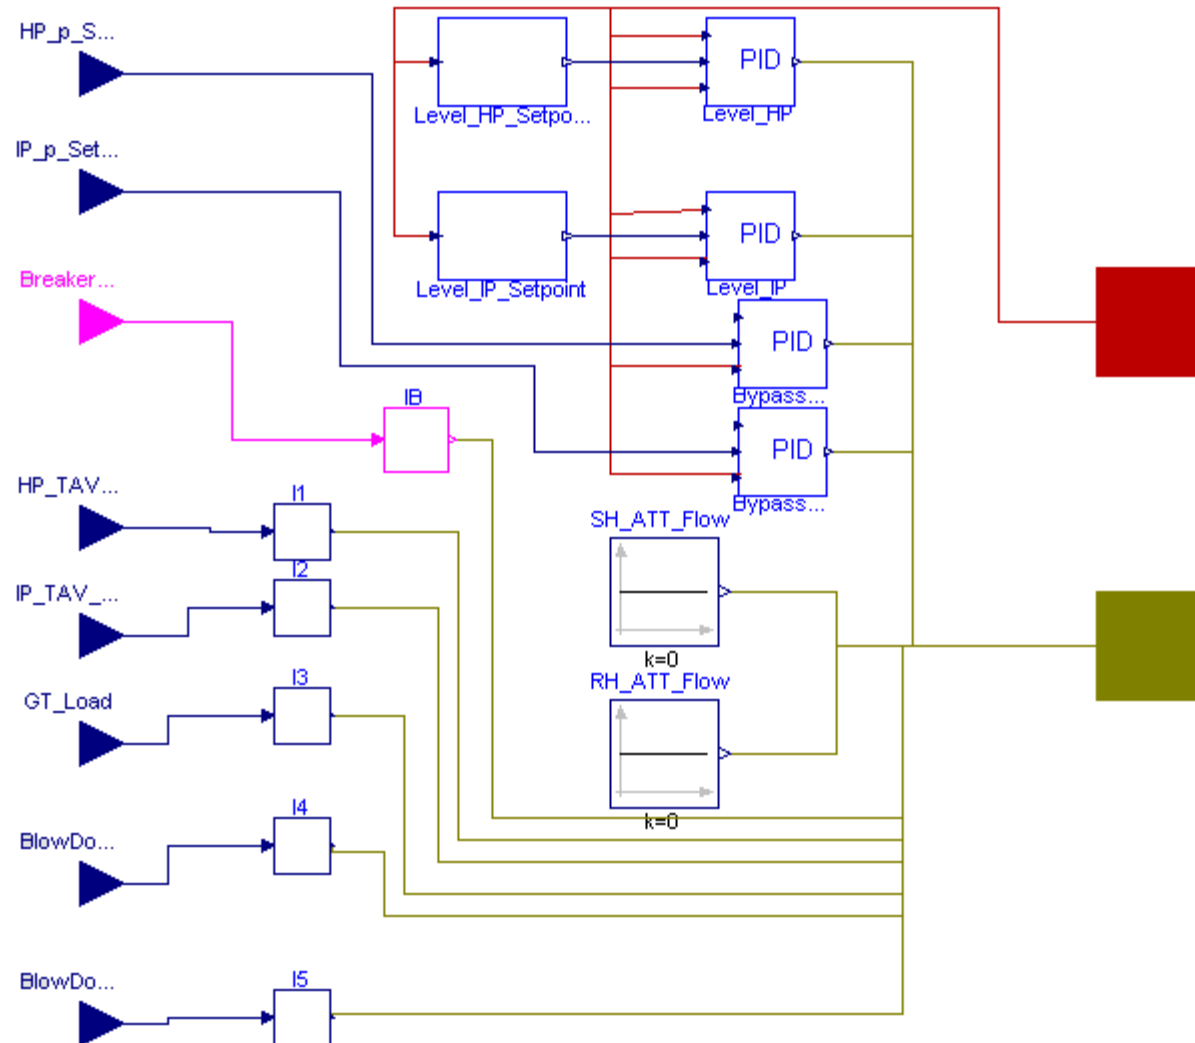 HP_p_S...
PID
Level_HP_Setpo...
Level_HP
IP_p_Set...
PID
Level_IP_Setpoint
Level_IP
Breaker...
PID
Bypass...
IB
PID
Bypass...
HP_TAV...
I1
SH_ATT_Flow
I2
IP_TAV_...
k=0
I3
RH_ATT_Flow
GT_Load
I4
k=0
BlowDo...
I5
BlowDo...